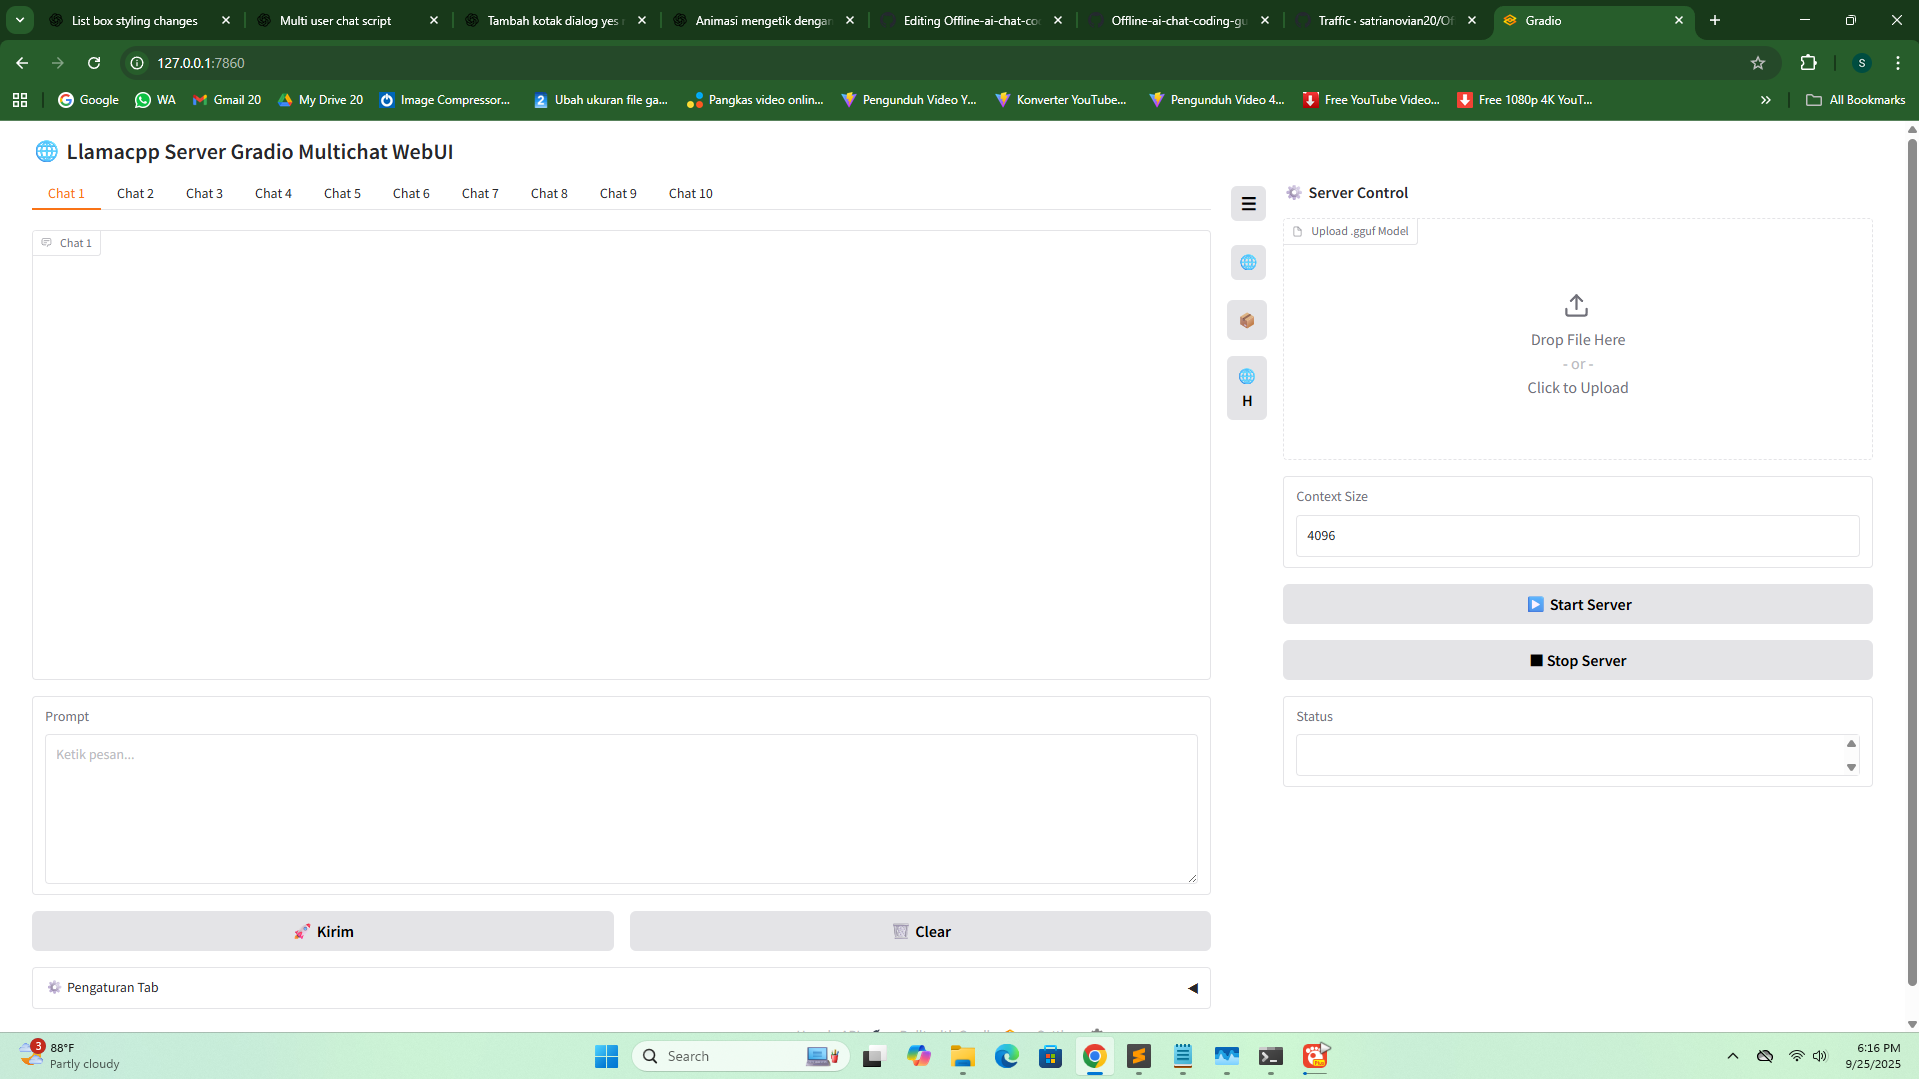 List box styling changes
Multi user chat script
Tambah kotak dialog yes
Animasi mengetik dengan
Editing Offline-ai-chat-co
Offline-ai-chat-coding-gu
Traffic · satrianovian20/Of
Gradio
127.0.0.1:7860
S
Google
WA
Gmail 20
My Drive 20
Image Compressor...
Ubah ukuran file ga...
Pangkas video onlin...
Pengunduh Video Y...
Konverter YouTube...
Pengunduh Video 4...
Free YouTube Video...
Free 1080p 4K YouT...
All Bookmarks
Llamacpp Server Gradio Multichat WebUI
Chat 1
Chat 2
Chat 3
Chat 4
Chat 5
Chat 6
Chat 7
Chat 8
Chat 9
Chat 10
Chat 1
H
Server Control
Upload .gguf Model
Drop File Here
- or -
Click to Upload
Context Size
4096
Start Server
Stop Server
Status
Prompt
Ketik pesan...
Kirim
Clear
Pengaturan Tab
3
88°F
Partly cloudy
Search
6:16 PM
9/25/2025